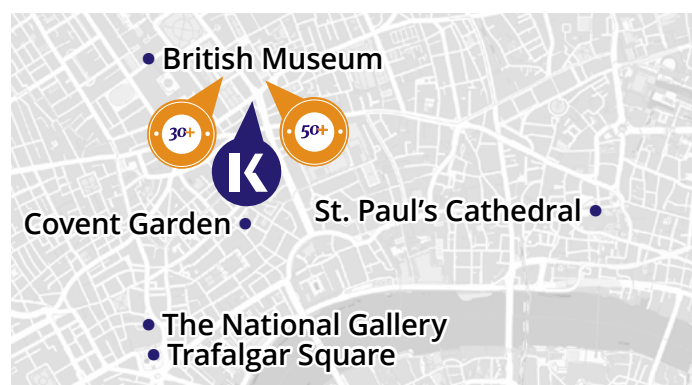 British Museum
30+
50+
K
St. Paul's Cathedral
Covent Garden
The National Gallery
Trafalgar Square